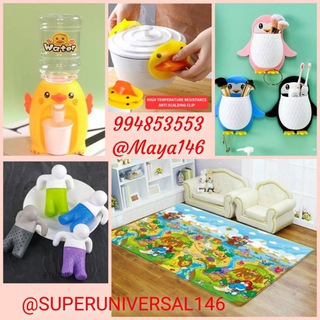 Water
HIGH TEMPERATURE RESISTANCE
ANTI SCALDING CLIP
994853553
@Maya146
@SUPERUNIVERSAL146